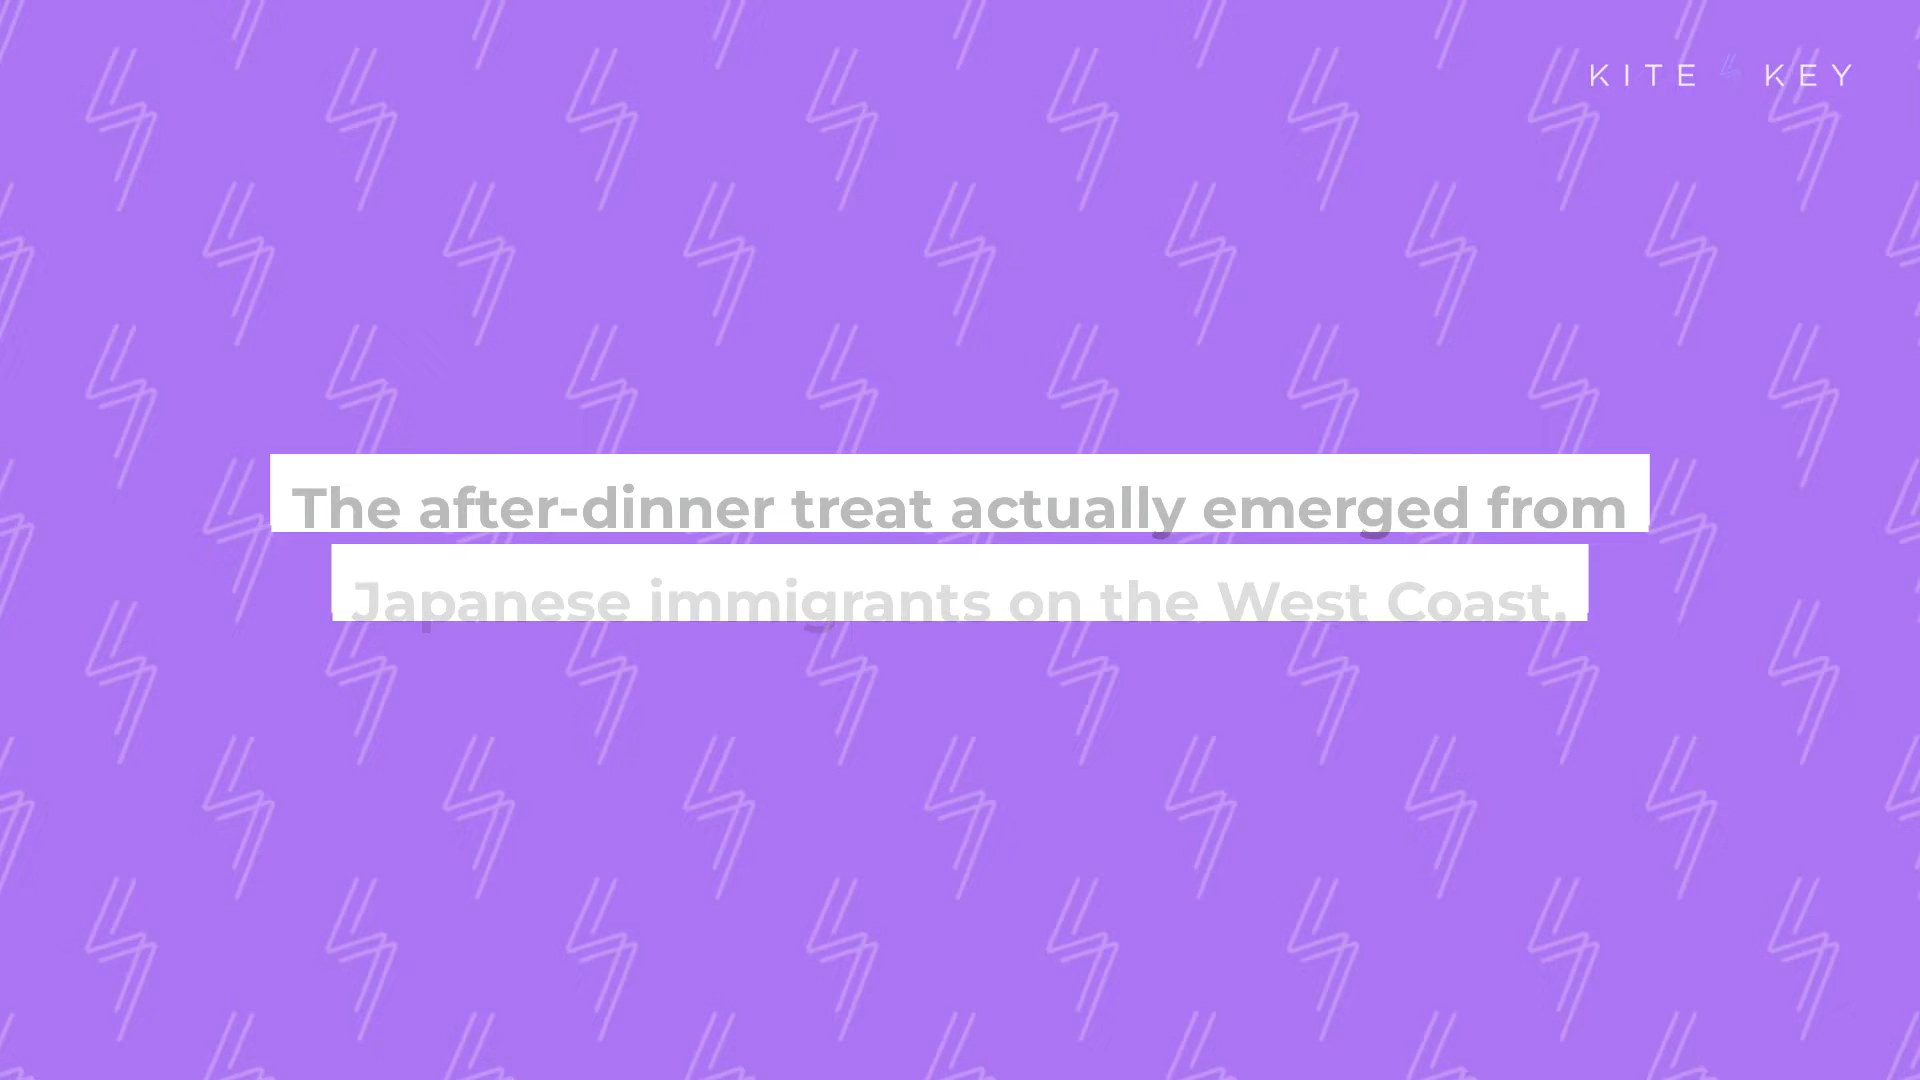 KITE KEY
The after-dinner treat actually emerged from
Japanese immigrants on the West Coast.